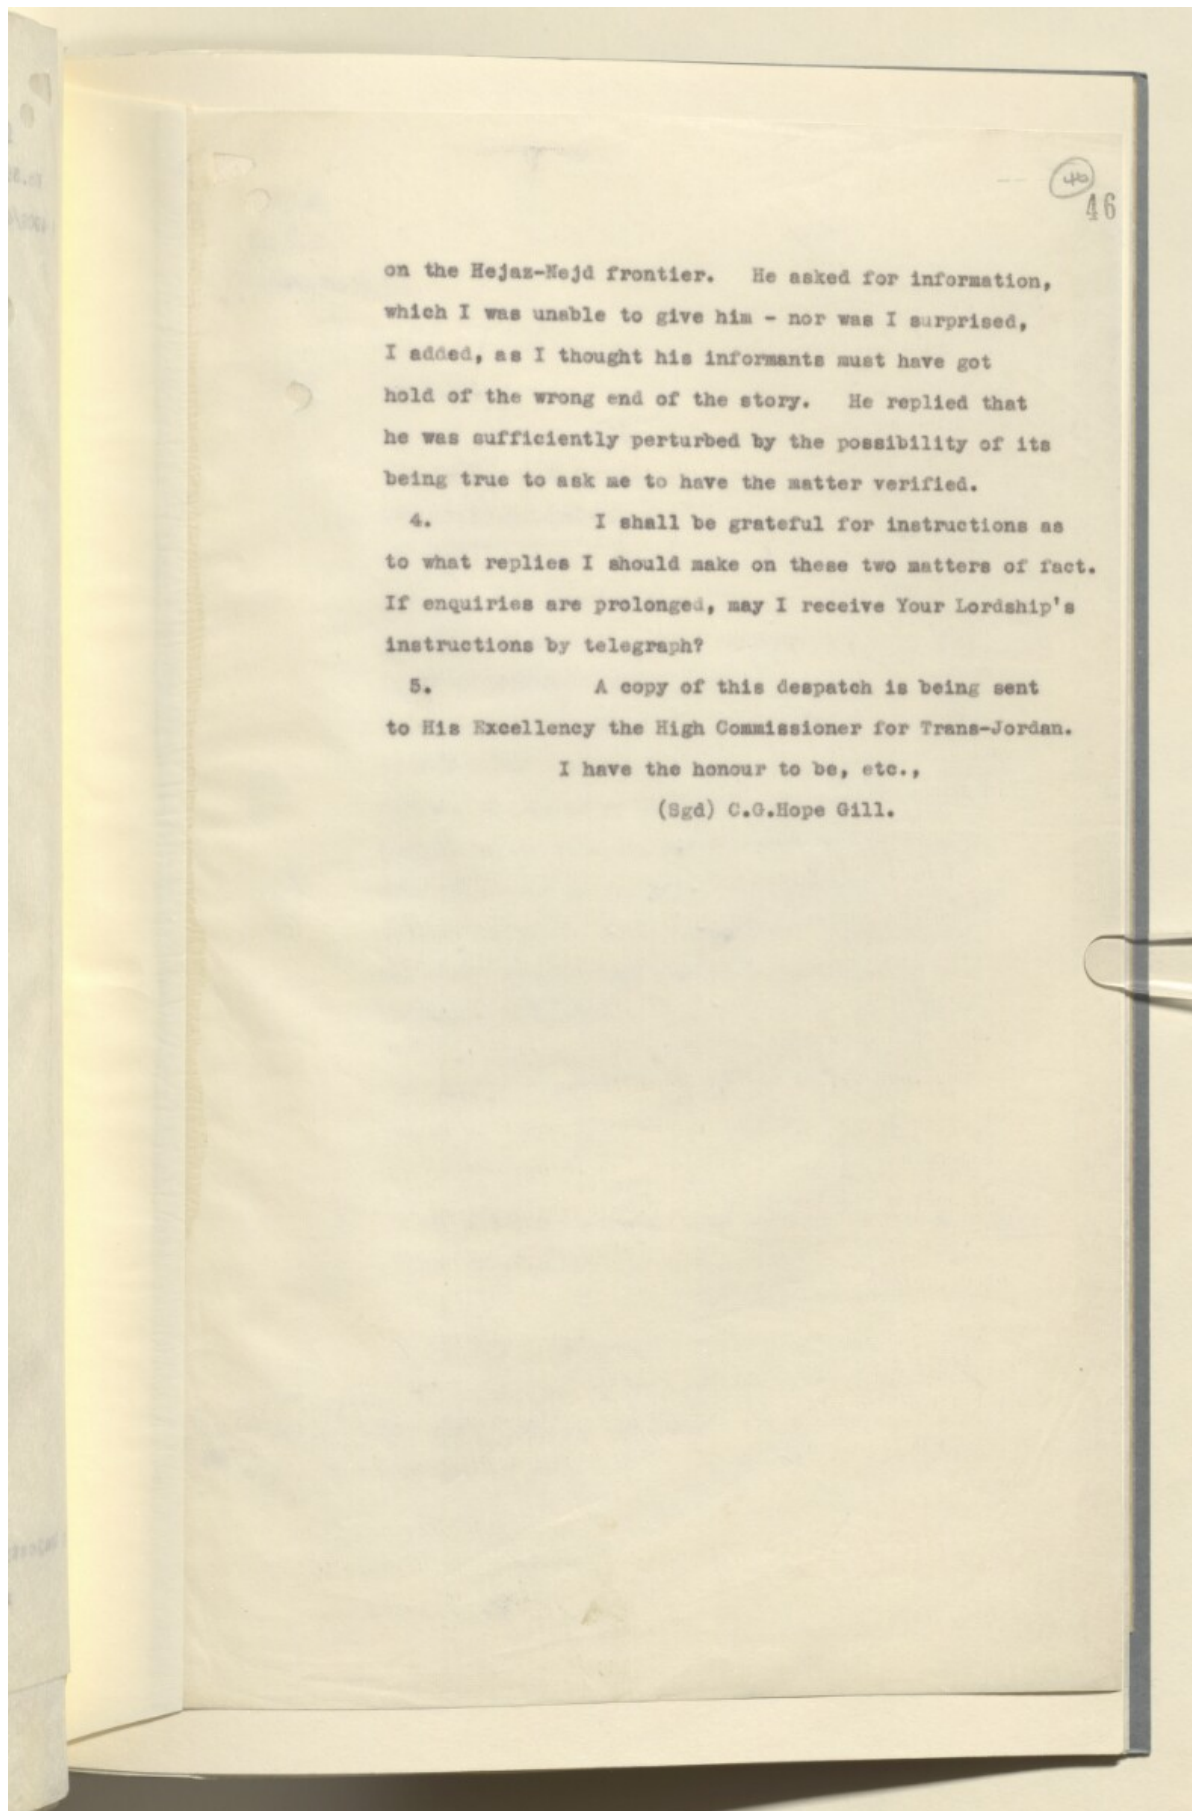 40
46
on the Hejaz-Nejd frontier. He asked for information,
which I was unable to give him - nor was I surprised,
I added, as I thought his informants must have got
hold of the wrong end of the story. He replied that
he was sufficiently perturbed by the possibility of its
being true to ask me to have the matter verified.
4. I shall be grateful for instructions as
to what replies I should make on these two matters of fact.
If enquiries are prolonged, may I receive Your Lordship's
instructions by telegraph?
5. A copy of this despatch is being sent
to His Excellency the High Commissioner for Trans-Jordan.
I have the honour to be, etc.,
(Sgd) C.G.Hope Gill.